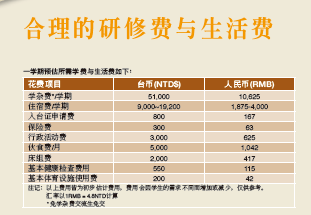 合理的研修费与生活费
一学期预估所需学费与生活费如下：
花费项目 台币(NTD$) 人民币(RMB)
学杂费*/学期 51,000 10,625
住宿费/学期 9,000~19,200 1,875-4,000
入台证申请费 800 167
保险费 300 63
行政活动费 3,000 625
伙食费/月 5,000 1,042
床组费 2,000 417
基本健康检查费用 550 115
基本体育设施使用费 200 42
注记：以上费用皆为初步估计费用，费用会因学生的需求不同而增加或减少，仅供参考。
汇率以1RMB = 4.8NTD计算
* 免学杂费交流生免交